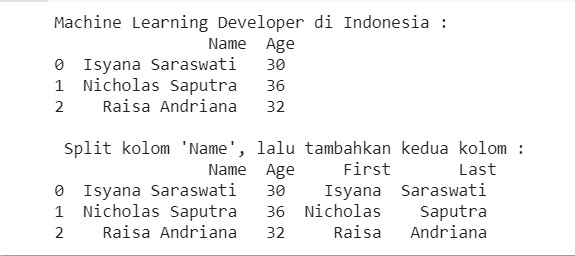 Machine Learning Developer di Indonesia :
Name Age
0 Isyana Saraswati 30
1 Nicholas Saputra 36
2 Raisa Andriana 32
Split kolom 'Name', lalu tambahkan kedua kolom :
Name Age First Last
0 Isyana Saraswati 30 Isyana Saraswati
1 Nicholas Saputra 36 Nicholas Saputra
2 Raisa Andriana 32 Raisa Andriana